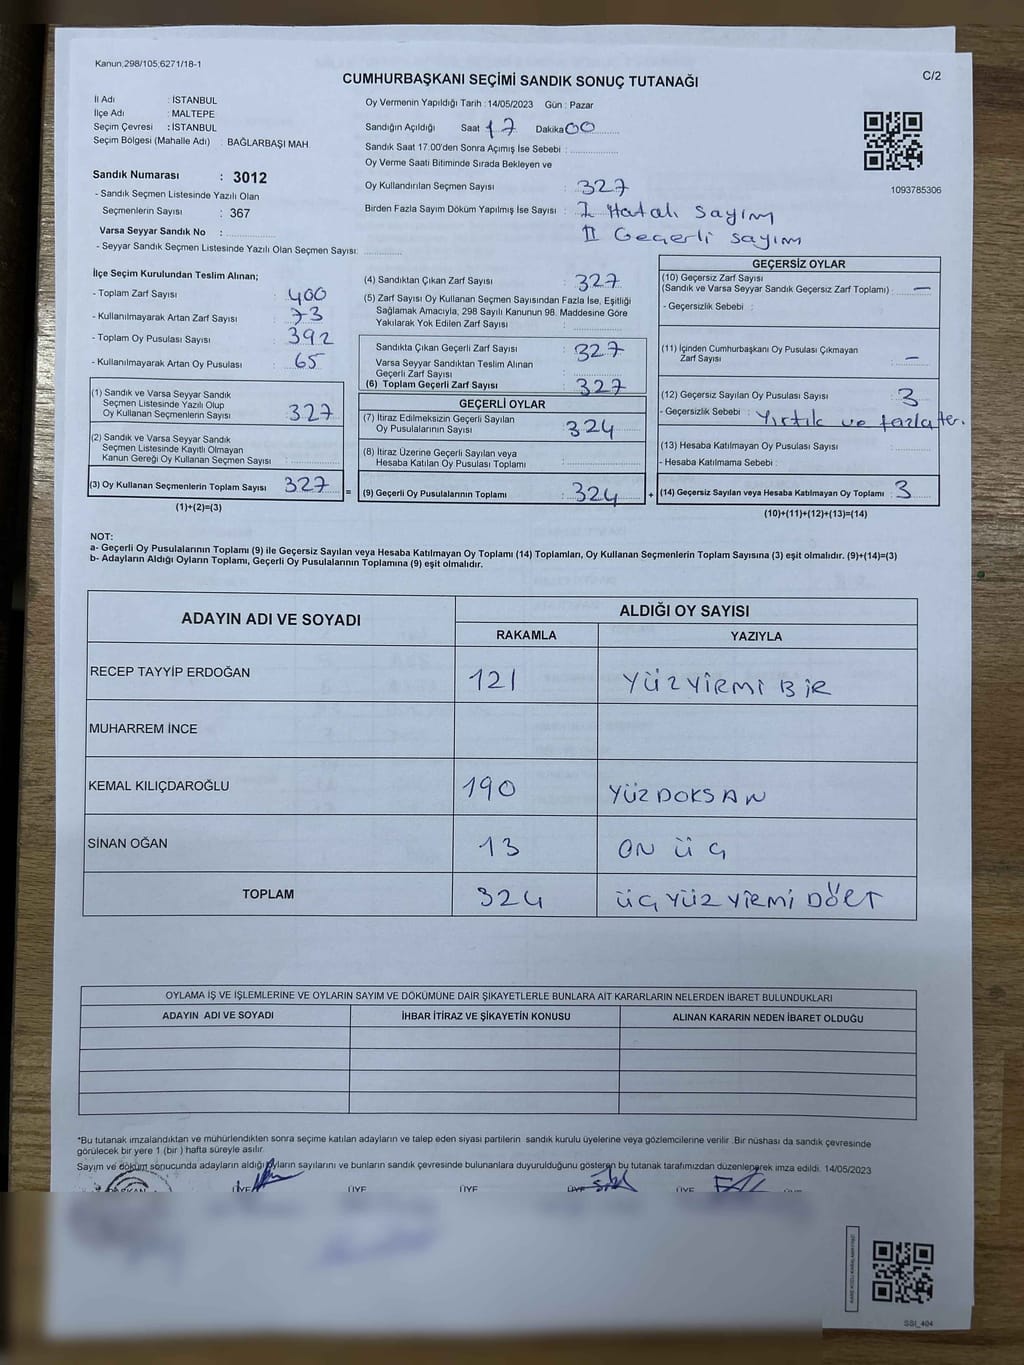 Kanun,298/105,6271/18-1
CUMHURBAŞKANI SEÇİMİ SANDIK SONUÇ TUTANAĞI
C/2
İl Adı : İSTANBUL
İlçe Adı : MALTEPE
Seçim Çevresi : İSTANBUL
Seçim Bölgesi (Mahalle Adı) : BAĞLARBAŞI MAH.
Sandık Numarası : 3012
- Sandık Seçmen Listesinde Yazılı Olan
Seçmenlerin Sayısı : 367
Varsa Seyyar Sandık No :
- Seyyar Sandık Seçmen Listesinde Yazılı Olan Seçmen Sayısı:
Oy Vermenin Yapıldığı Tarih : 14/05/2023 Gün : Pazar
Sandığın Açıldığı Saat 17 Dakika 00
Sandık Saat 17.00'den Sonra Açımış İse Sebebi :
Oy Verme Saati Bitiminde Sırada Bekleyen ve
Oy Kullandırılan Seçmen Sayısı : 327
Birden Fazla Sayım Döküm Yapılmış İse Sayısı : I Hatalı sayım
II Geçerli sayım
1093785306
İlçe Seçim Kurulundan Teslim Alınan;
- Toplam Zarf Sayısı : 400
- Kullanılmayarak Artan Zarf Sayısı : 73
- Toplam Oy Pusulası Sayısı : 392
- Kullanılmayarak Artan Oy Pusulası : 65
(1) Sandık ve Varsa Seyyar Sandık
Seçmen Listesinde Yazılı Olup
Oy Kullanan Seçmenlerin Sayısı : 327
(2) Sandık ve Varsa Seyyar Sandık
Seçmen Listesinde Kayıtlı Olmayan
Kanun Gereği Oy Kullanan Seçmen Sayısı :
(3) Oy Kullanan Seçmenlerin Toplam Sayısı : 327
(1)+(2)=(3)
=
(4) Sandıktan Çıkan Zarf Sayısı : 327
(5) Zarf Sayısı Oy Kullanan Seçmen Sayısından Fazla İse, Eşitliği
Sağlamak Amacıyla, 298 Sayılı Kanunun 98. Maddesine Göre
Yakılarak Yok Edilen Zarf Sayısı :
Sandıkta Çıkan Geçerli Zarf Sayısı : 327
Varsa Seyyar Sandıktan Teslim Alınan
Geçerli Zarf Sayısı :
(6) Toplam Geçerli Zarf Sayısı : 327
GEÇERLİ OYLAR
(7) İtiraz Edilmeksizin Geçerli Sayılan
Oy Pusulalarının Sayısı : 324
(8) İtiraz Üzerine Geçerli Sayılan veya
Hesaba Katılan Oy Pusulası Toplamı :
(9) Geçerli Oy Pusulalarının Toplamı : 324
+
GEÇERSİZ OYLAR
(10) Geçersiz Zarf Sayısı
(Sandık ve Varsa Seyyar Sandık Geçersiz Zarf Toplamı) : —
- Geçersizlik Sebebi :
(11) İçinden Cumhurbaşkanı Oy Pusulası Çıkmayan
Zarf Sayısı : —
(12) Geçersiz Sayılan Oy Pusulası Sayısı : 3
- Geçersizlik Sebebi : Yırtık ve fazla ter.
(13) Hesaba Katılmayan Oy Pusulası Sayısı :
- Hesaba Katılmama Sebebi :
(14) Geçersiz Sayılan veya Hesaba Katılmayan Oy Toplamı : 3
(10)+(11)+(12)+(13)=(14)
NOT:
a- Geçerli Oy Pusulalarının Toplamı (9) ile Geçersiz Sayılan veya Hesaba Katılmayan Oy Toplamı (14) Toplamları, Oy Kullanan Seçmenlerin Toplam Sayısına (3) eşit olmalıdır. (9)+(14)=(3)
b- Adayların Aldığı Oyların Toplamı, Geçerli Oy Pusulalarının Toplamına (9) eşit olmalıdır.
ADAYIN ADI VE SOYADI
ALDIĞI OY SAYISI
RAKAMLA YAZIYLA
RECEP TAYYİP ERDOĞAN 121 YÜZYİRMİ BİR
MUHARREM İNCE
KEMAL KILIÇDAROĞLU 190 YÜZDOKSAN
SİNAN OĞAN 13 ON ÜÇ
TOPLAM 324 ÜÇ YÜZ YİRMİ DÖRT
OYLAMA İŞ VE İŞLEMLERİNE VE OYLARIN SAYIM VE DÖKÜMÜNE DAİR ŞİKAYETLERLE BUNLARA AİT KARARLARIN NELERDEN İBARET BULUNDUKLARI
ADAYIN ADI VE SOYADI İHBAR İTİRAZ VE ŞİKAYETİN KONUSU ALINAN KARARIN NEDEN İBARET OLDUĞU
*Bu tutanak imzalandıktan ve mühürlendikten sonra seçime katılan adayların ve talep eden siyasi partilerin sandık kurulu üyelerine veya gözlemcilerine verilir. Bir nüshası da sandık çevresinde
görülecek bir yere 1 (bir ) hafta süreyle asılır.
Sayım ve döküm sonucunda adayların aldığı oyların sayılarını ve bunların sandık çevresinde bulunanlara duyurulduğunu gösteren bu tutanak tarafımızdan düzenlenerek imza edildi. 14/05/2023
BAŞKAN ÜYE ÜYE ÜYE ÜYE ÜYE ÜYE
SSI_404